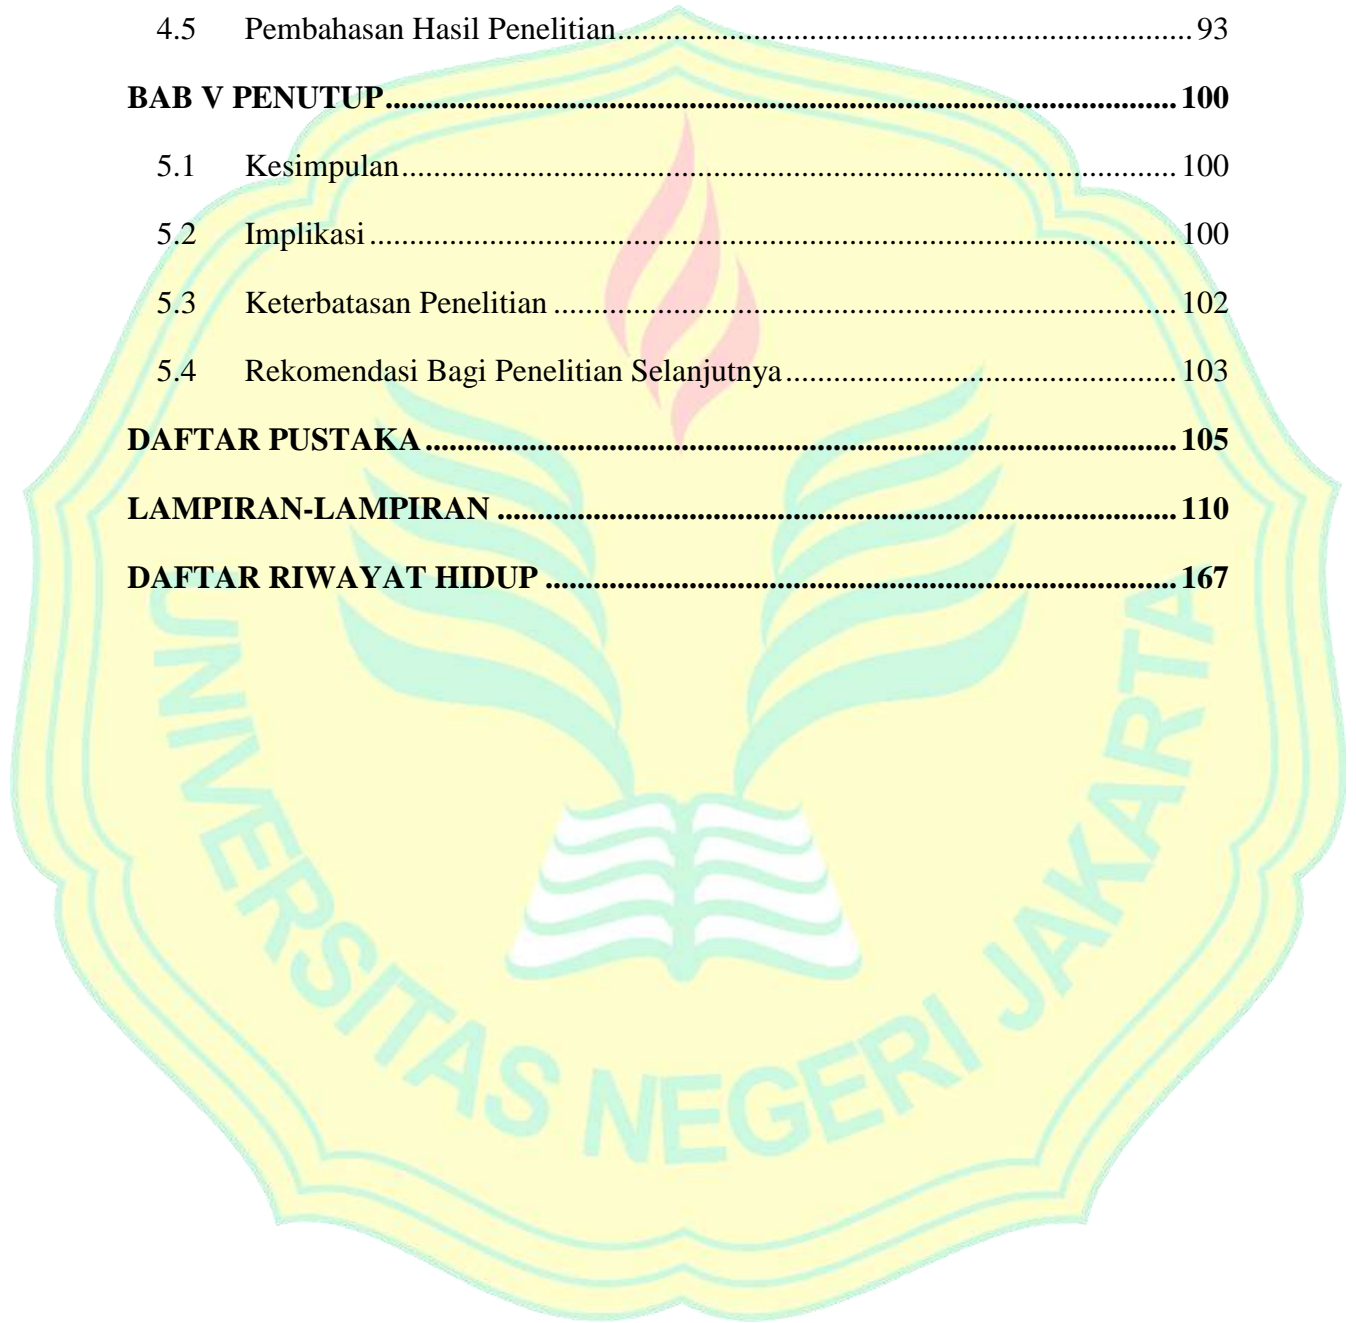 4.5 Pembahasan Hasil Penelitian........................................................................ 93
BAB V PENUTUP.................................................................................................... 100
5.1 Kesimpulan................................................................................................. 100
5.2 Implikasi..................................................................................................... 100
5.3 Keterbatasan Penelitian.............................................................................. 102
5.4 Rekomendasi Bagi Penelitian Selanjutnya................................................. 103
DAFTAR PUSTAKA............................................................................................... 105
LAMPIRAN-LAMPIRAN...................................................................................... 110
DAFTAR RIWAYAT HIDUP................................................................................ 167
UNIVERSITAS NEGERI JAKARTA